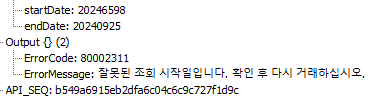 startDate: 20246598
endDate: 20240925
Output {} (2)
ErrorCode: 80002311
ErrorMessage: 잘못된 조회 시작일입니다. 확인 후 다시 거래하십시오.
API_SEQ: b549a6915eb2dfa6c04c6c9c727f1d9c